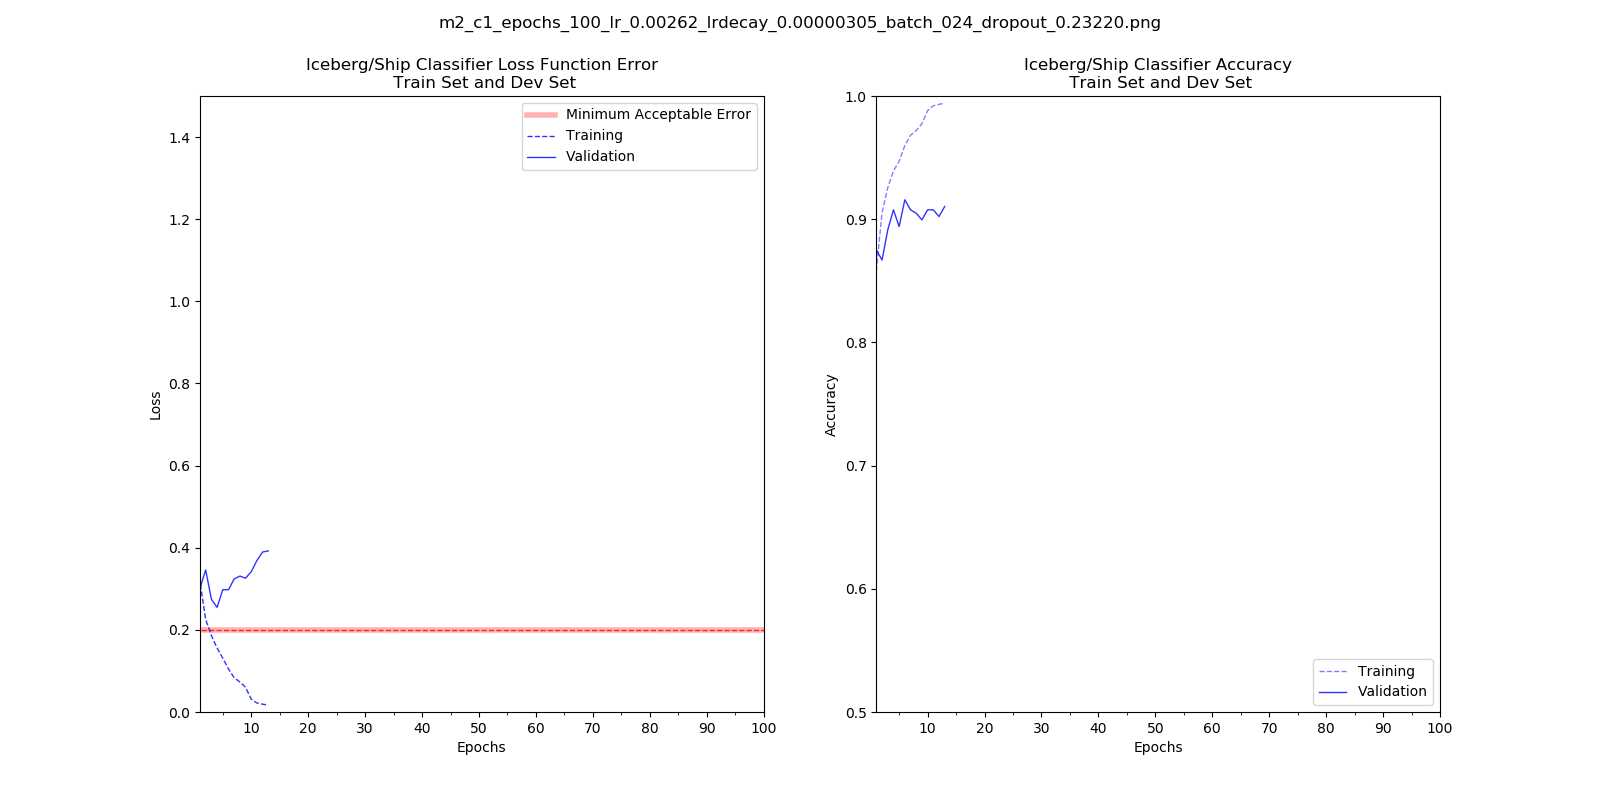 m2_c1_epochs_100_lr_0.00262_lrdecay_0.00000305_batch_024_dropout_0.23220.png
Iceberg/Ship Classifier Loss Function Error
Train Set and Dev Set
Minimum Acceptable Error
Training
Validation
1.4
1.2
1.0
0.8
0.6
0.4
0.2
0.0
Loss
10 20 30 40 50 60 70 80 90 100
Epochs
Iceberg/Ship Classifier Accuracy
Train Set and Dev Set
1.0
0.9
0.8
0.7
0.6
0.5
Accuracy
Training
Validation
10 20 30 40 50 60 70 80 90 100
Epochs